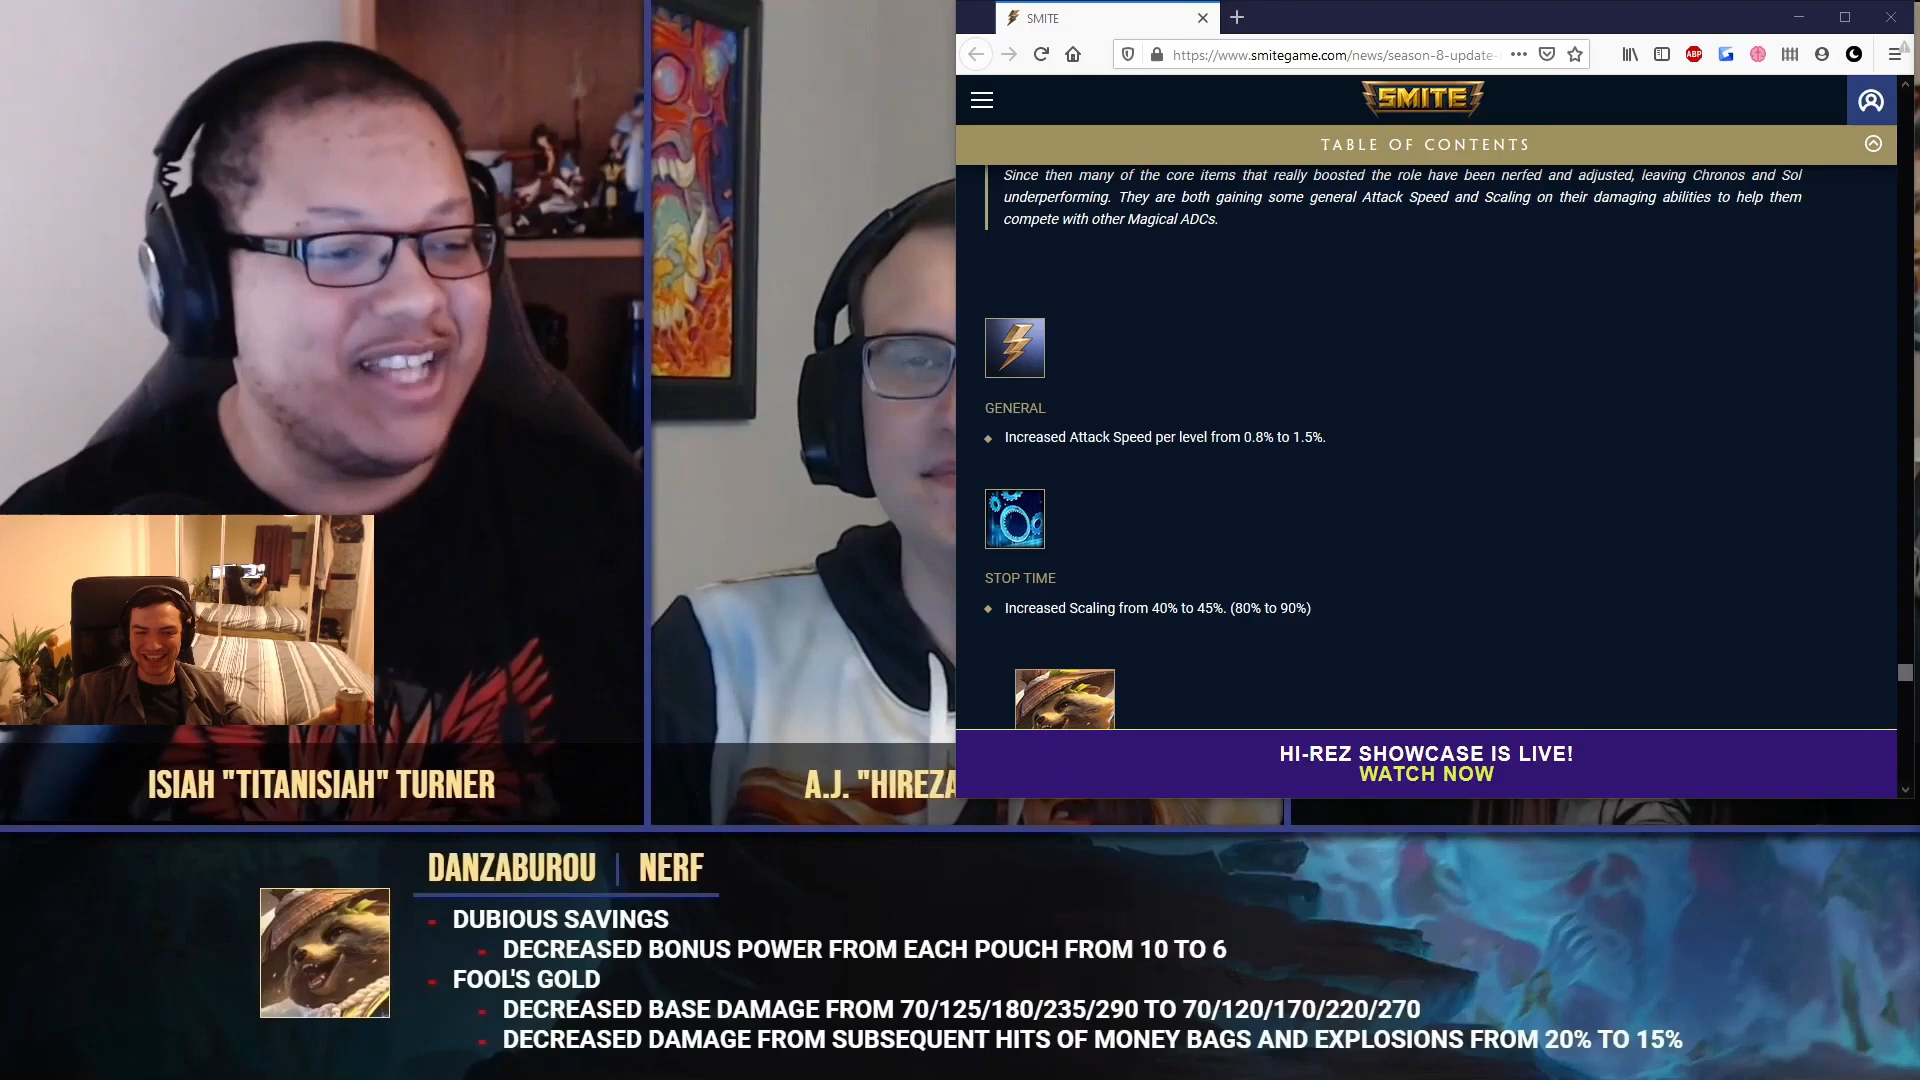 SMITE
https://www.smitegame.com/news/season-8-update-
ABP
SMITE
TABLE OF CONTENTS
Since then many of the core items that really boosted the role have been nerfed and adjusted, leaving Chronos and Sol
underperforming. They are both gaining some general Attack Speed and Scaling on their damaging abilities to help them
compete with other Magical ADCs.
GENERAL
Increased Attack Speed per level from 0.8% to 1.5%.
STOP TIME
Increased Scaling from 40% to 45%. (80% to 90%)
HI-REZ SHOWCASE IS LIVE!
WATCH NOW
ISIAH "TITANISIAH" TURNER
A.J. "HIREZA
DANZABUROU | NERF
- DUBIOUS SAVINGS
- DECREASED BONUS POWER FROM EACH POUCH FROM 10 TO 6
- FOOL'S GOLD
- DECREASED BASE DAMAGE FROM 70/125/180/235/290 TO 70/120/170/220/270
- DECREASED DAMAGE FROM SUBSEQUENT HITS OF MONEY BAGS AND EXPLOSIONS FROM 20% TO 15%